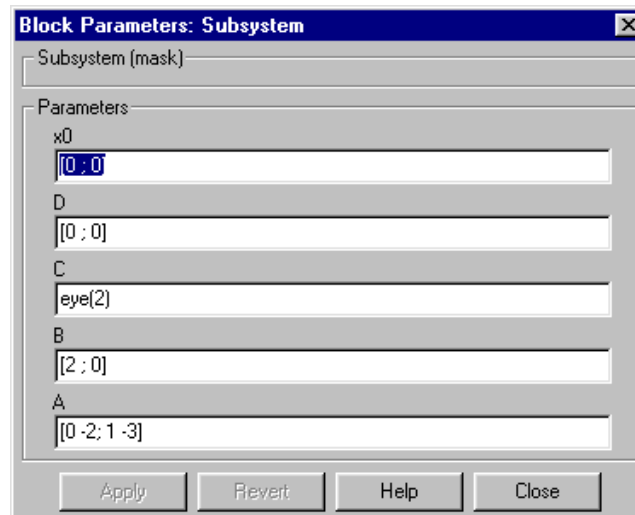 Block Parameters: Subsystem
Subsystem (mask)
Parameters
x0
[0 ; 0]
D
[0 ; 0]
C
eye(2)
B
[2 ; 0]
A
[0 -2; 1 -3]
Apply Revert Help Close